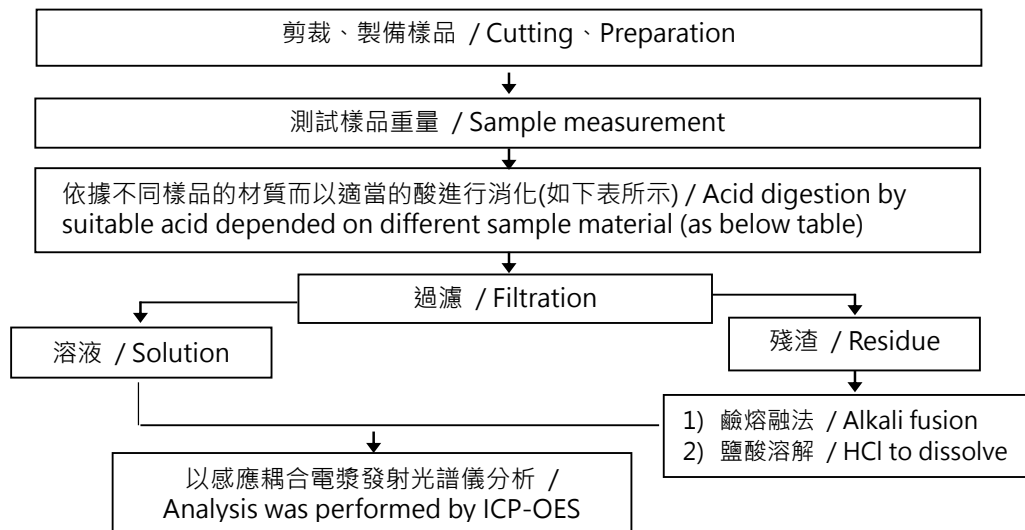 剪裁、製備樣品 / Cutting、Preparation
測試樣品重量 / Sample measurement
依據不同樣品的材質而以適當的酸進行消化(如下表所示) / Acid digestion by
suitable acid depended on different sample material (as below table)
過濾 / Filtration
溶液 / Solution
殘渣 / Residue
1) 鹼熔融法 / Alkali fusion
2) 鹽酸溶解 / HCl to dissolve
以感應耦合電漿發射光譜儀分析 /
Analysis was performed by ICP-OES